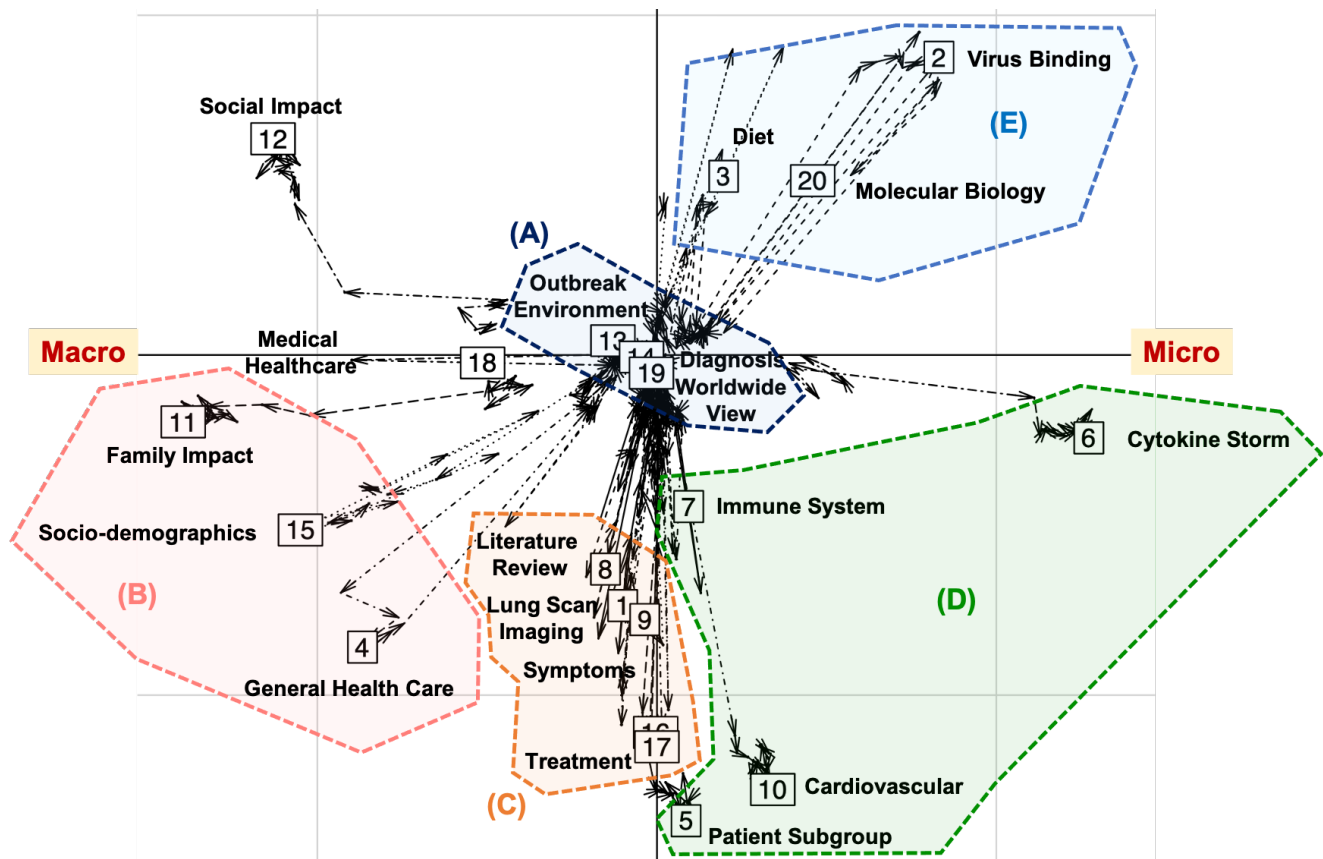 2
Virus Binding
Social Impact
12
(E)
Diet
3
20
Molecular Biology
(A)
Outbreak
Environment
13
Macro
Medical
Healthcare
18
14
19
Diagnosis
Worldwide
View
Micro
11
Family Impact
6
Cytokine Storm
7
Immune System
15
Socio-demographics
Literature
Review
8
(B)
(D)
Lung Scan
Imaging
1
9
4
General Health Care
Symptoms
16
17
Treatment
(C)
10
Cardiovascular
5
Patient Subgroup